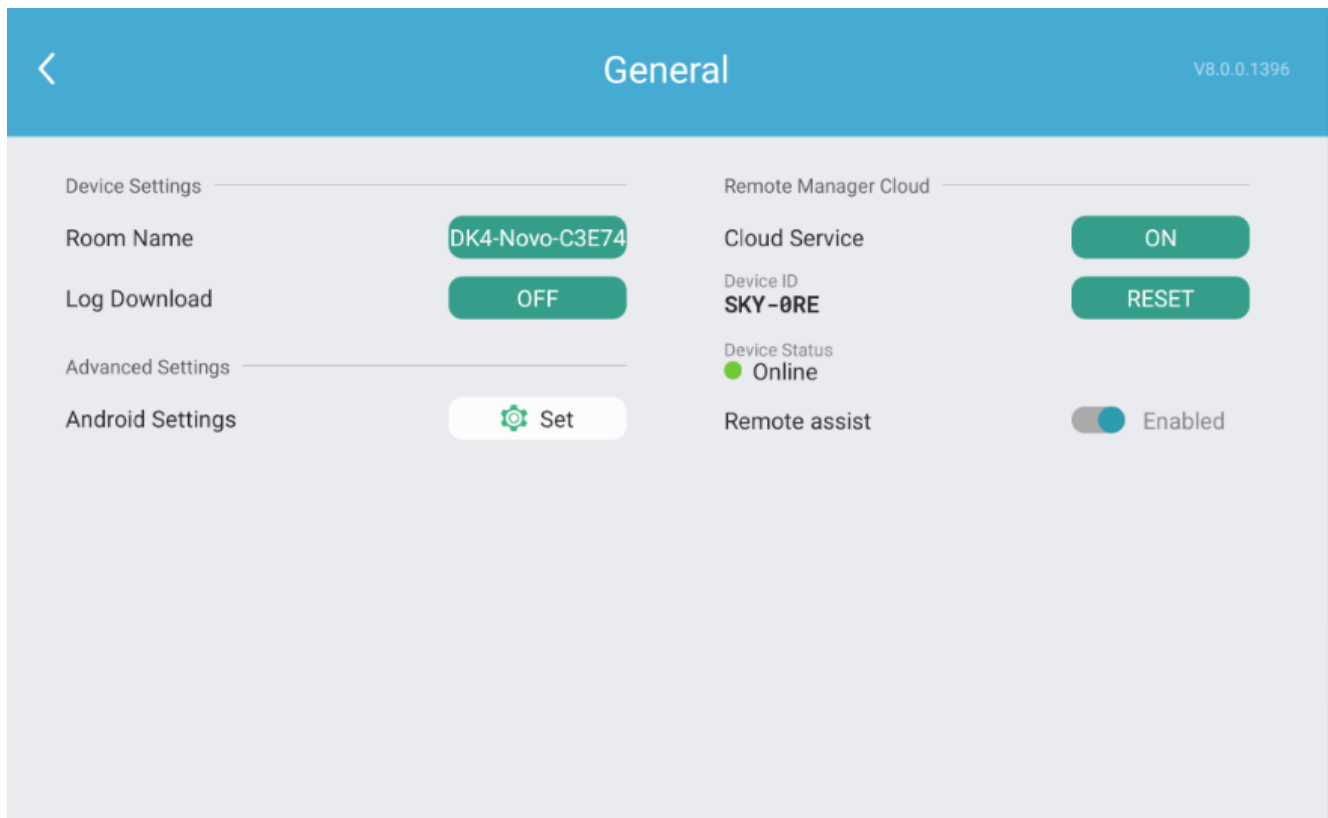 General
V8.0.0.1396
Device Settings
Room Name
DK4-Novo-C3E74
Log Download
OFF
Advanced Settings
Android Settings
Set
Remote Manager Cloud
Cloud Service
ON
Device ID
SKY-0RE
RESET
Device Status
Online
Remote assist
Enabled